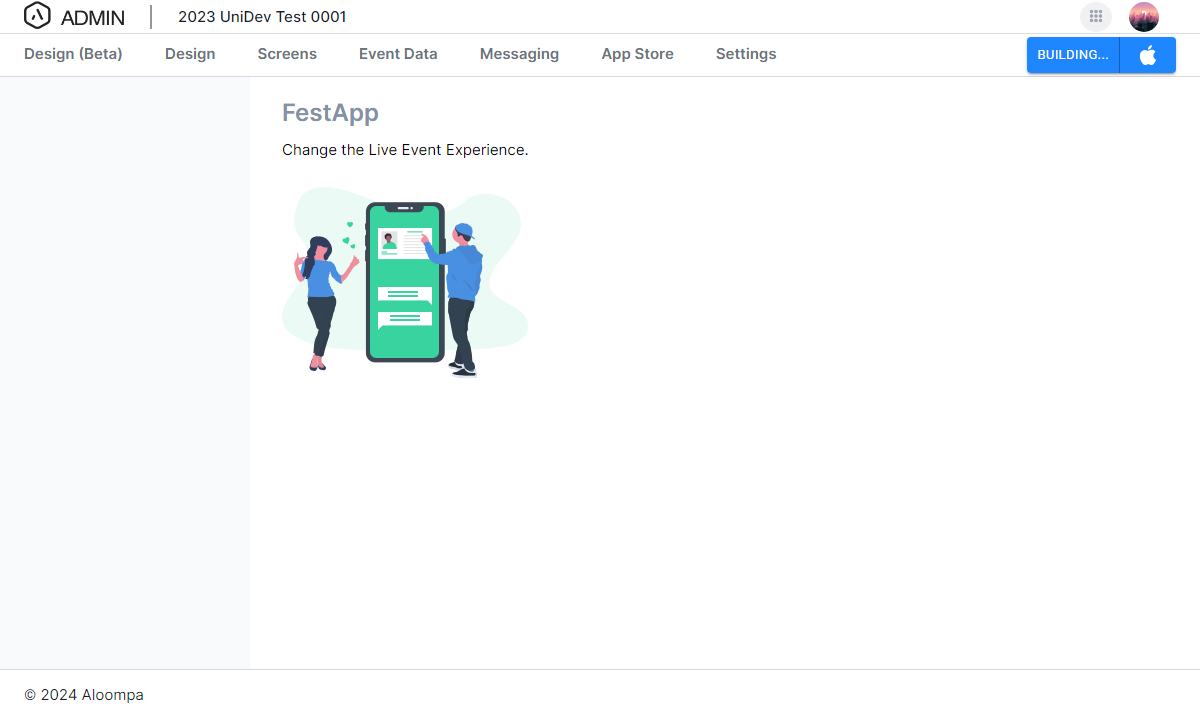 ADMIN
2023 UniDev Test 0001
Design (Beta)
Design
Screens
Event Data
Messaging
App Store
Settings
BUILDING...
FestApp
Change the Live Event Experience.
© 2024 Aloompa